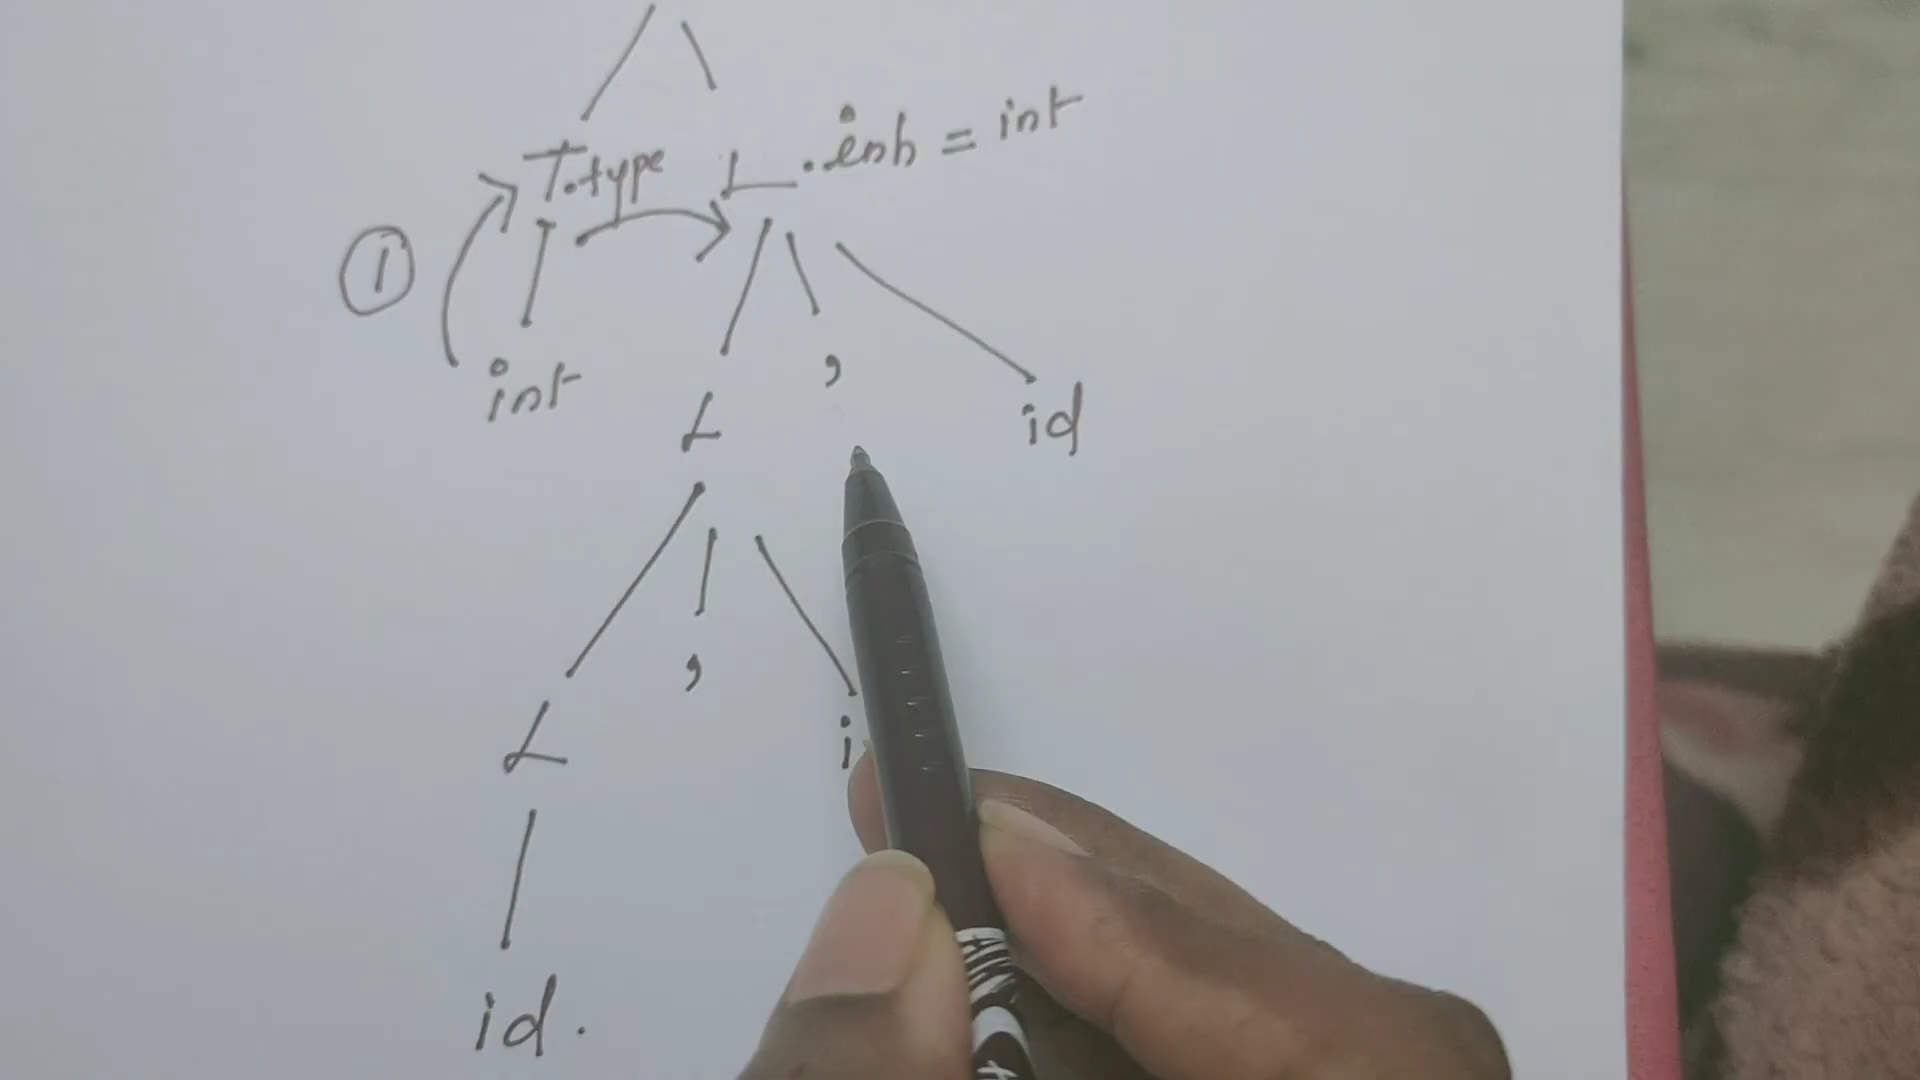 T.type L.inh = int
①
int , id
L
, 
L i
id.